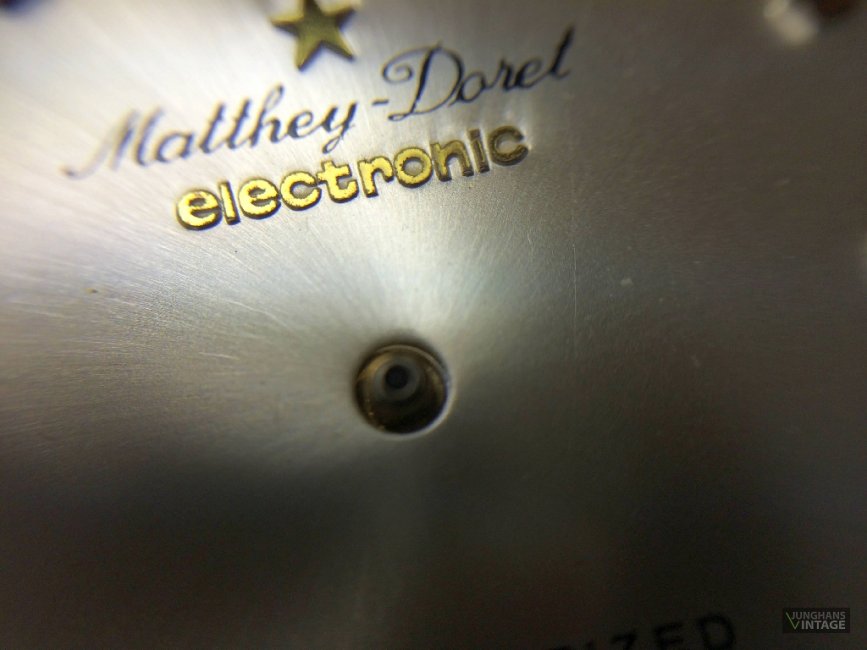 Matthey-Doret
electronic
JUNGHANS
VINTAGE